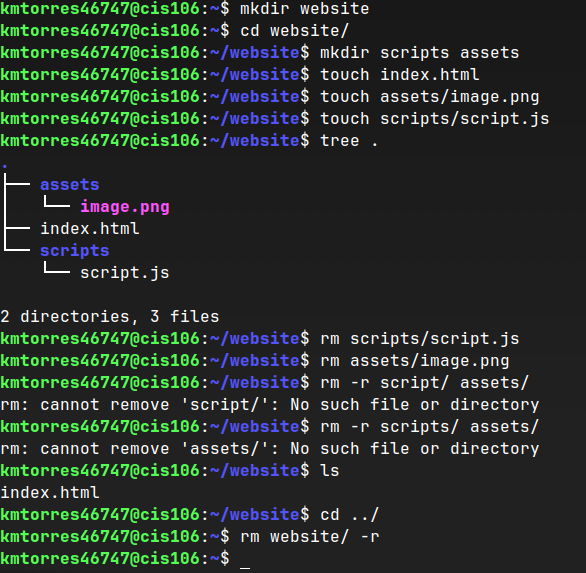 kmtorres46747@cis106:~$ mkdir website
kmtorres46747@cis106:~$ cd website/
kmtorres46747@cis106:~/website$ mkdir scripts assets
kmtorres46747@cis106:~/website$ touch index.html
kmtorres46747@cis106:~/website$ touch assets/image.png
kmtorres46747@cis106:~/website$ touch scripts/script.js
kmtorres46747@cis106:~/website$ tree .
.
├── assets
│   └── image.png
├── index.html
└── scripts
    └── script.js

2 directories, 3 files
kmtorres46747@cis106:~/website$ rm scripts/script.js
kmtorres46747@cis106:~/website$ rm assets/image.png
kmtorres46747@cis106:~/website$ rm -r script/ assets/
rm: cannot remove 'script/': No such file or directory
kmtorres46747@cis106:~/website$ rm -r scripts/ assets/
rm: cannot remove 'assets/': No such file or directory
kmtorres46747@cis106:~/website$ ls
index.html
kmtorres46747@cis106:~/website$ cd ../
kmtorres46747@cis106:~$ rm website/ -r
kmtorres46747@cis106:~$ _